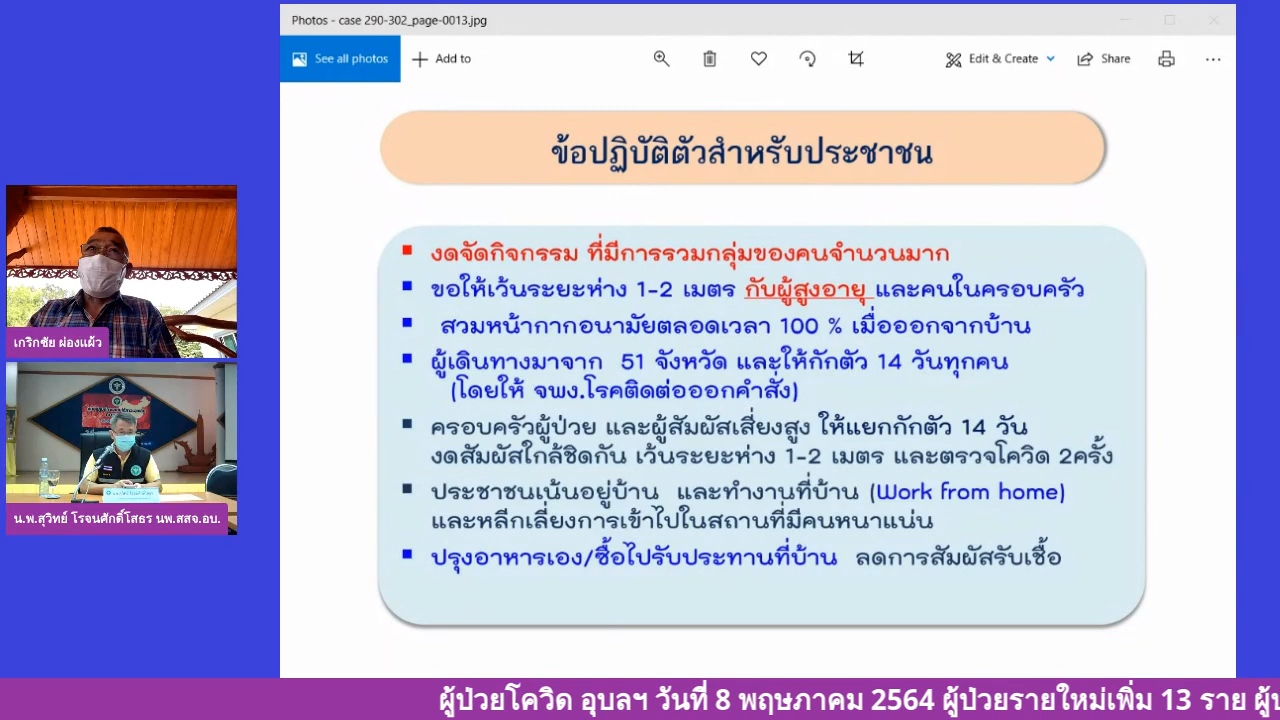 Photos - case 290-302_page-0013.jpg
See all photos
Add to
Edit & Create
Share
ข้อปฏิบัติตัวสำหรับประชาชน
งดจัดกิจกรรม ที่มีการรวมกลุ่มของคนจำนวนมาก
ขอให้เว้นระยะห่าง 1-2 เมตร กับผู้สูงอายุ และคนในครอบครัว
สวมหน้ากากอนามัยตลอดเวลา 100 % เมื่อออกจากบ้าน
ผู้เดินทางมาจาก 51 จังหวัด และให้กักตัว 14 วันทุกคน
(โดยให้ จพง.โรคติดต่อออกคำสั่ง)
ครอบครัวผู้ป่วย และผู้สัมผัสเสี่ยงสูง ให้แยกกักตัว 14 วัน
งดสัมผัสใกล้ชิดกัน เว้นระยะห่าง 1-2 เมตร และตรวจโควิด 2ครั้ง
ประชาชนเน้นอยู่บ้าน และทำงานที่บ้าน (Work from home)
และหลีกเลี่ยงการเข้าไปในสถานที่มีคนหนาแน่น
ปรุงอาหารเอง/ซื้อไปรับประทานที่บ้าน ลดการสัมผัสรับเชื้อ
เกริกชัย ผ่องแผ้ว
น.พ.สุวิทย์ โรจนศักดิ์โสธร นพ.สสจ.อบ.
ผู้ป่วยโควิด อุบลฯ วันที่ 8 พฤษภาคม 2564 ผู้ป่วยรายใหม่เพิ่ม 13 ราย